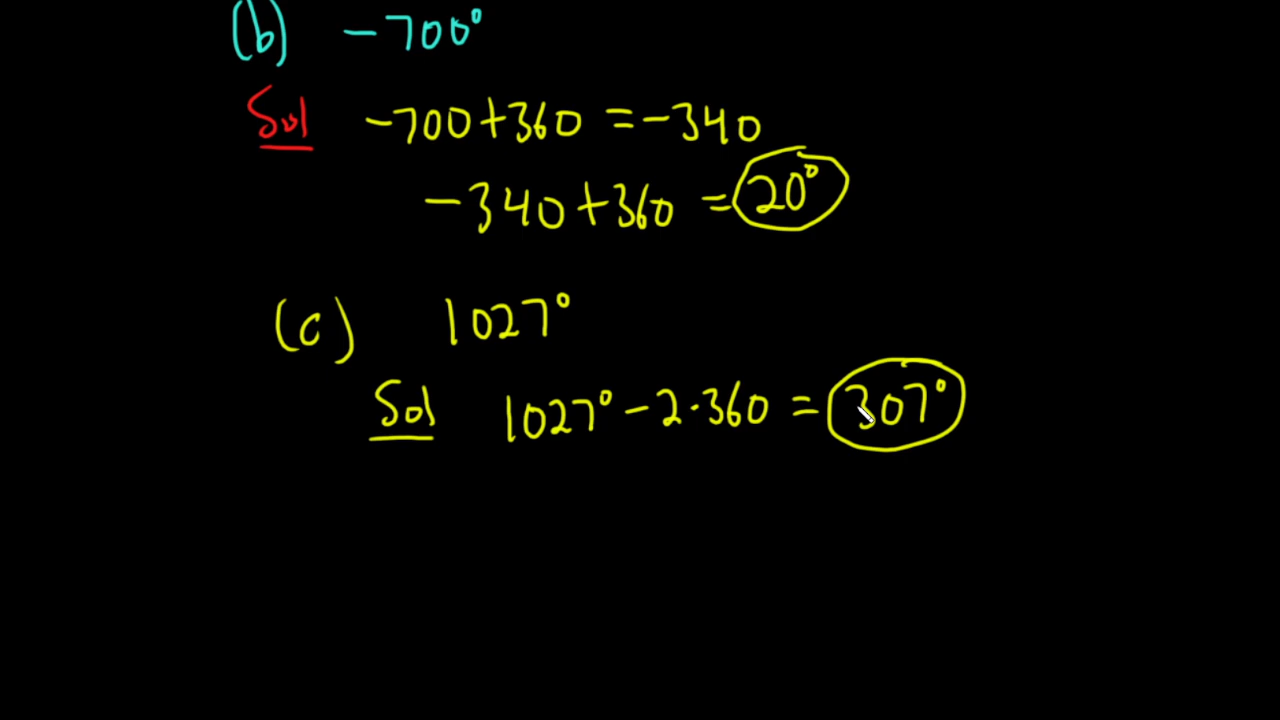 (b) -700°
Sol -700+360 = -340
-340+360 = 20°
(c) 1027°
Sol 1027° - 2·360 = 307°